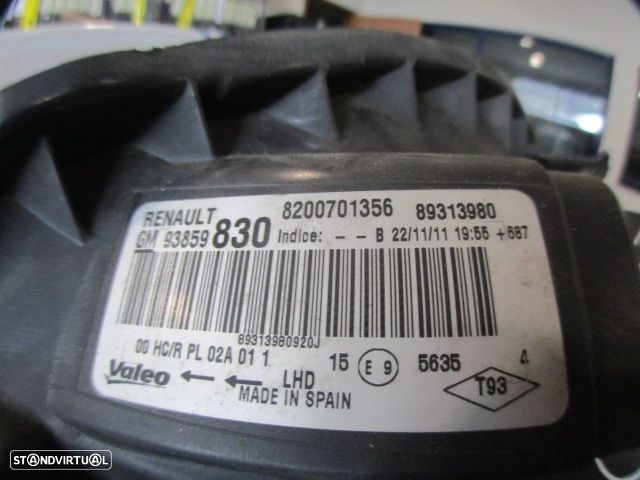 RENAULT 8200701356 89313980
GM 93859 830 Indice: - - B 22/11/11 19:55 +687
89313980920J
00 HC/R PL 02A 01 1 15 E 9 5635 4
Valeo LHD T93
MADE IN SPAIN
STANDVIRTUAL